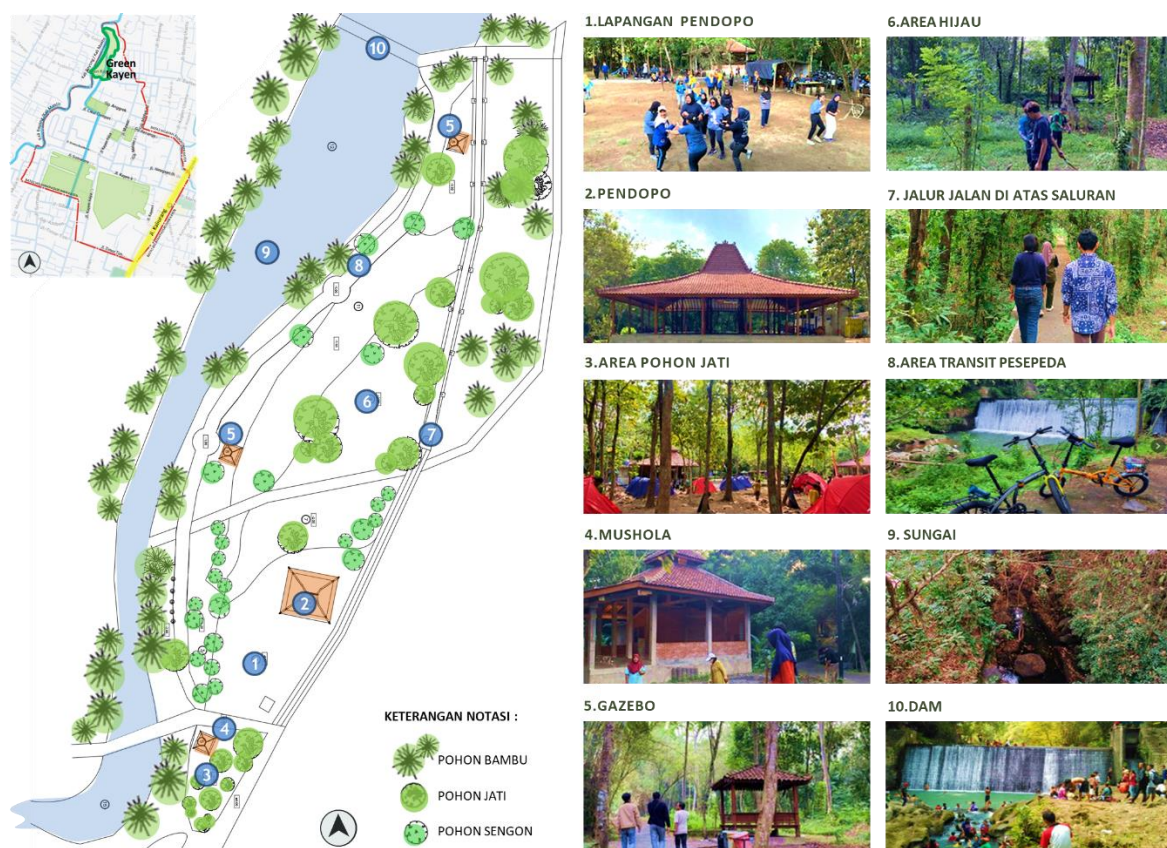 Green
Kayen
10
5
9
8
6
5
7
2
1
4
3
KETERANGAN NOTASI :
POHON BAMBU
POHON JATI
POHON SENGON
1.LAPANGAN PENDOPO
2.PENDOPO
3.AREA POHON JATI
4.MUSHOLA
5.GAZEBO
6.AREA HIJAU
7. JALUR JALAN DI ATAS SALURAN
8.AREA TRANSIT PESEPEDA
9. SUNGAI
10.DAM